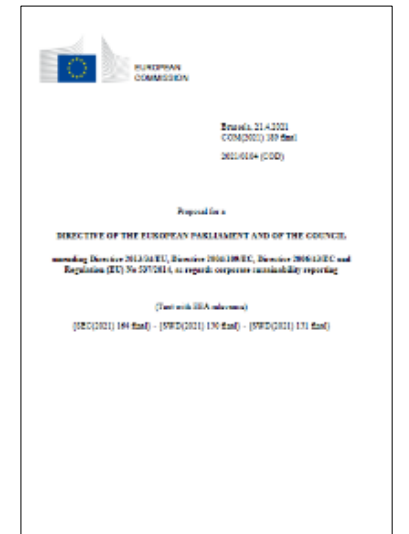 EUROPEAN
COMMISSION
Brussels, 21.4.2021
COM(2021) 189 final
2021/0104 (COD)
Proposal for a
DIRECTIVE OF THE EUROPEAN PARLIAMENT AND OF THE COUNCIL
amending Directive 2013/34/EU, Directive 2004/109/EC, Directive 2006/43/EC and
Regulation (EU) No 537/2014, as regards corporate sustainability reporting
(Text with EEA relevance)
{SEC(2021) 164 final} - {SWD(2021) 150 final} - {SWD(2021) 151 final}